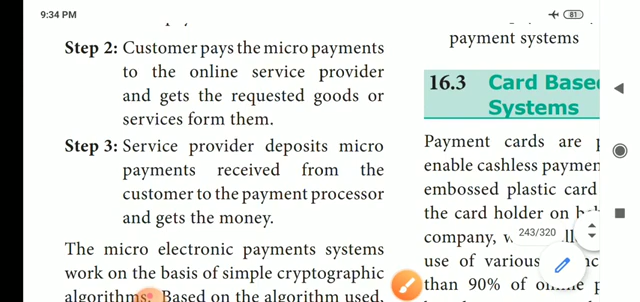 9:34 PM
81
Step 2: Customer pays the micro payments
to the online service provider
and gets the requested goods or
services form them.
Step 3: Service provider deposits micro
payments received from the
customer to the payment processor
and gets the money.
The micro electronic payments systems
work on the basis of simple cryptographic
algorithms. Based on the algorithm used,
payment systems
16.3 Card Base
Systems
Payment cards are
enable cashless paymen
embossed plastic card
the card holder on
company,
use of various
than 90% of
243/320